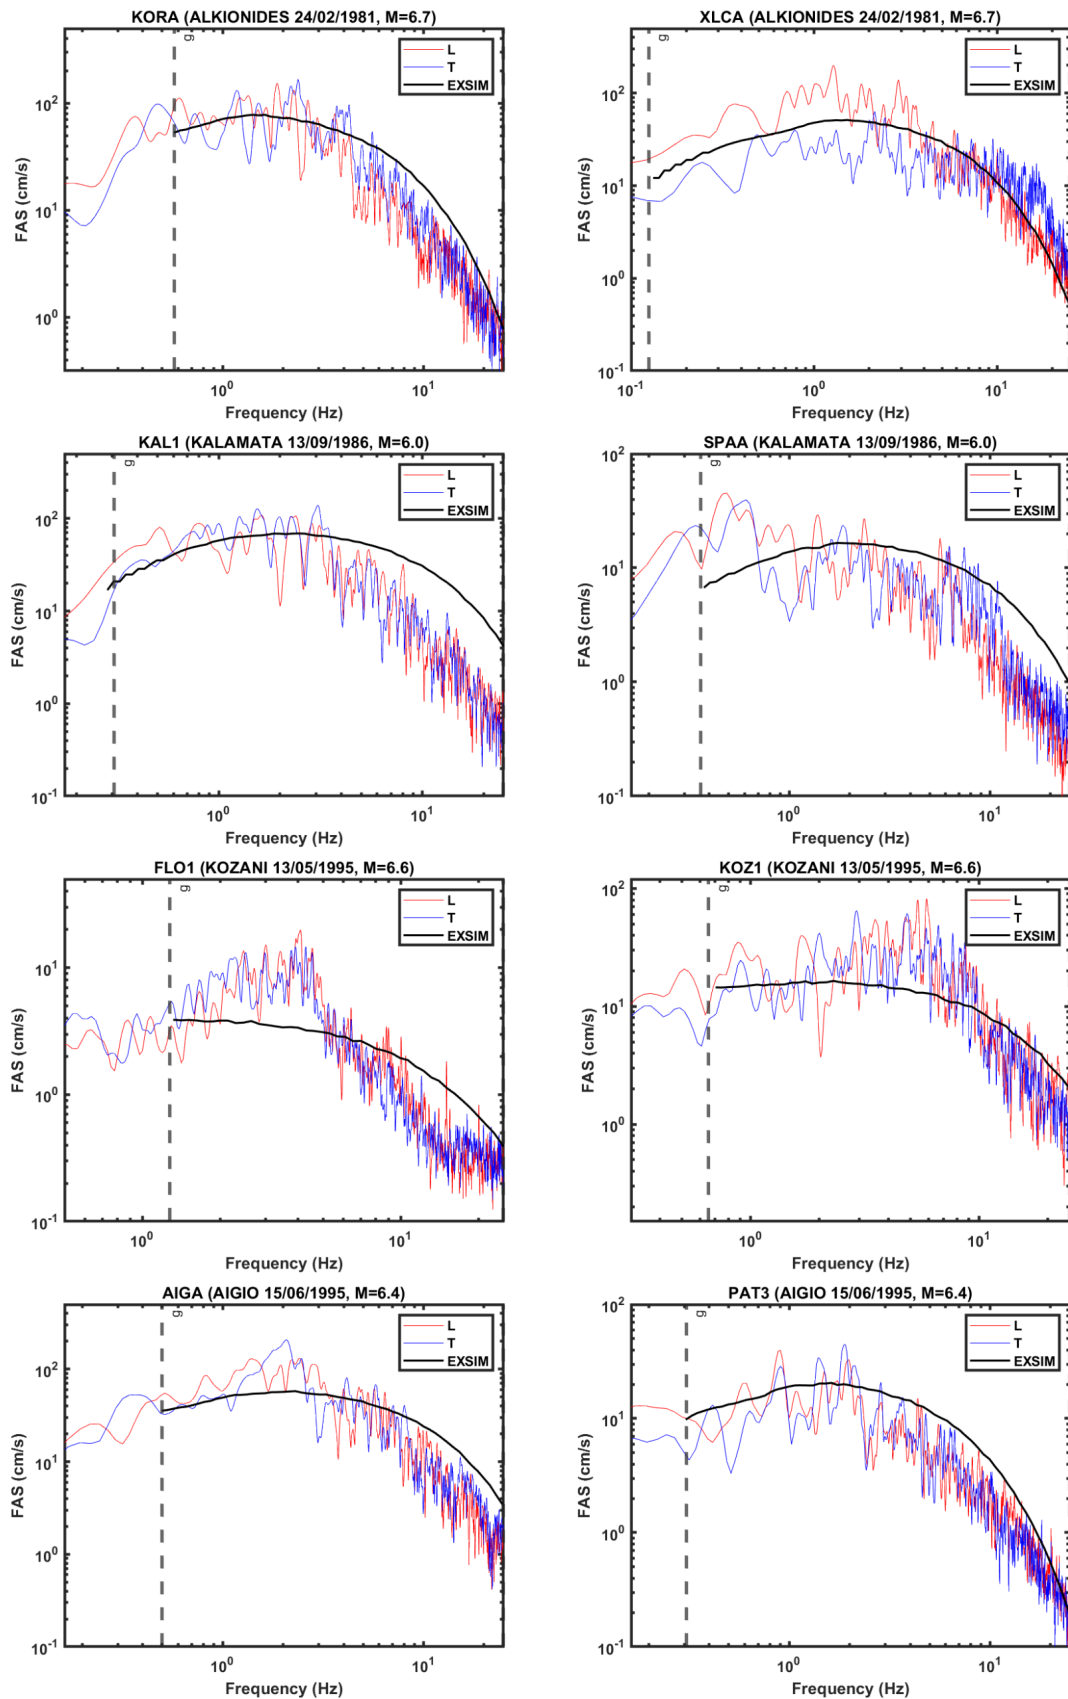 KORA (ALKIONIDES 24/02/1981, M=6.7)
g
L
T
EXSIM
10^2
10^1
10^0
FAS (cm/s)
10^0
10^1
Frequency (Hz)
XLCA (ALKIONIDES 24/02/1981, M=6.7)
g
L
T
EXSIM
10^2
10^1
10^0
10^-1
FAS (cm/s)
10^-1
10^0
10^1
Frequency (Hz)
KAL1 (KALAMATA 13/09/1986, M=6.0)
g
L
T
EXSIM
10^2
10^1
10^0
10^-1
FAS (cm/s)
10^0
10^1
Frequency (Hz)
SPAA (KALAMATA 13/09/1986, M=6.0)
g
L
T
EXSIM
10^2
10^1
10^0
10^-1
FAS (cm/s)
10^0
10^1
Frequency (Hz)
FLO1 (KOZANI 13/05/1995, M=6.6)
g
L
T
EXSIM
10^1
10^0
10^-1
FAS (cm/s)
10^0
10^1
Frequency (Hz)
KOZ1 (KOZANI 13/05/1995, M=6.6)
g
L
T
EXSIM
10^2
10^1
10^0
FAS (cm/s)
10^0
10^1
Frequency (Hz)
AIGA (AIGIO 15/06/1995, M=6.4)
g
L
T
EXSIM
10^2
10^1
10^0
10^-1
FAS (cm/s)
10^0
10^1
Frequency (Hz)
PAT3 (AIGIO 15/06/1995, M=6.4)
g
L
T
EXSIM
10^2
10^1
10^0
10^-1
FAS (cm/s)
10^0
10^1
Frequency (Hz)